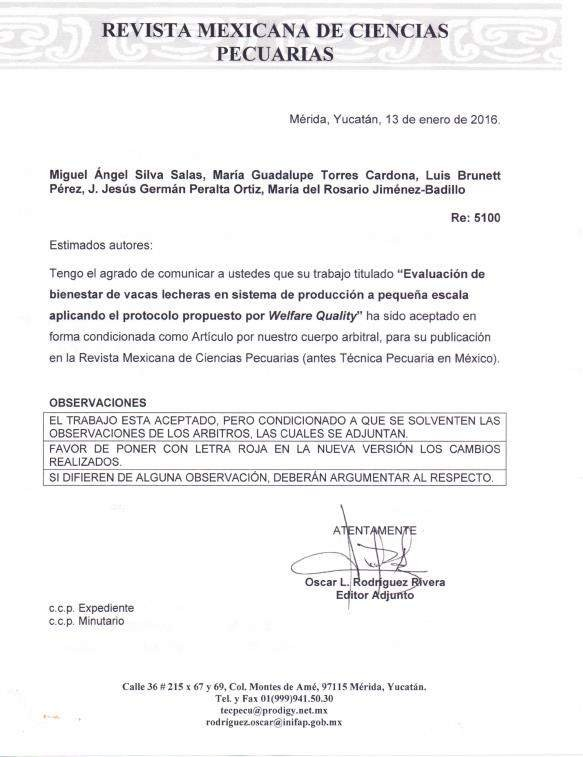 REVISTA MEXICANA DE CIENCIAS
PECUARIAS
Mérida, Yucatán, 13 de enero de 2016.
Miguel Ángel Silva Salas, María Guadalupe Torres Cardona, Luis Brunett
Pérez, J. Jesús Germán Peralta Ortiz, María del Rosario Jiménez-Badillo
Re: 5100
Estimados autores:
Tengo el agrado de comunicar a ustedes que su trabajo titulado “Evaluación de
bienestar de vacas lecheras en sistema de producción a pequeña escala
aplicando el protocolo propuesto por Welfare Quality” ha sido aceptado en
forma condicionada como Artículo por nuestro cuerpo arbitral, para su publicación
en la Revista Mexicana de Ciencias Pecuarias (antes Técnica Pecuaria en México).
OBSERVACIONES
EL TRABAJO ESTA ACEPTADO, PERO CONDICIONADO A QUE SE SOLVENTEN LAS
OBSERVACIONES DE LOS ARBITROS, LAS CUALES SE ADJUNTAN.
FAVOR DE PONER CON LETRA ROJA EN LA NUEVA VERSIÓN LOS CAMBIOS
REALIZADOS.
SI DIFIEREN DE ALGUNA OBSERVACIÓN, DEBERÁN ARGUMENTAR AL RESPECTO.
ATENTAMENTE
Oscar L. Rodríguez Rivera
Editor Adjunto
c.c.p. Expediente
c.c.p. Minutario
Calle 36 # 215 x 67 y 69, Col. Montes de Amé, 97115 Mérida, Yucatán.
Tel. y Fax 01(999)941.50.30
tecpecu@prodigy.net.mx
rodriguez.oscar@inifap.gob.mx